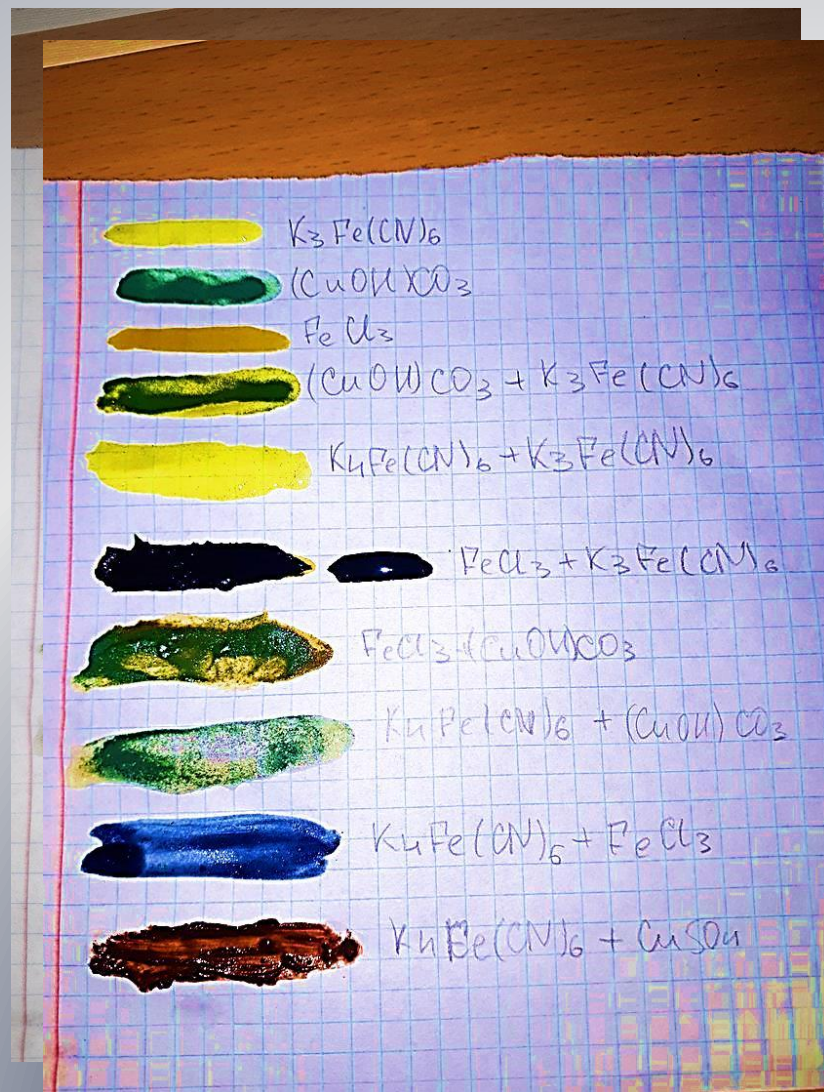 K3Fe(CN)6
(CuOH)CO3
FeCl3
(CuOH)CO3 + K3Fe(CN)6
K4Fe(CN)6 + K3Fe(CN)6
FeCl3 + K3Fe(CN)6
FeCl3 + (CuOH)CO3
K4Fe(CN)6 + (CuOH)CO3
K4Fe(CN)6 + FeCl3
K4Fe(CN)6 + CuSO4